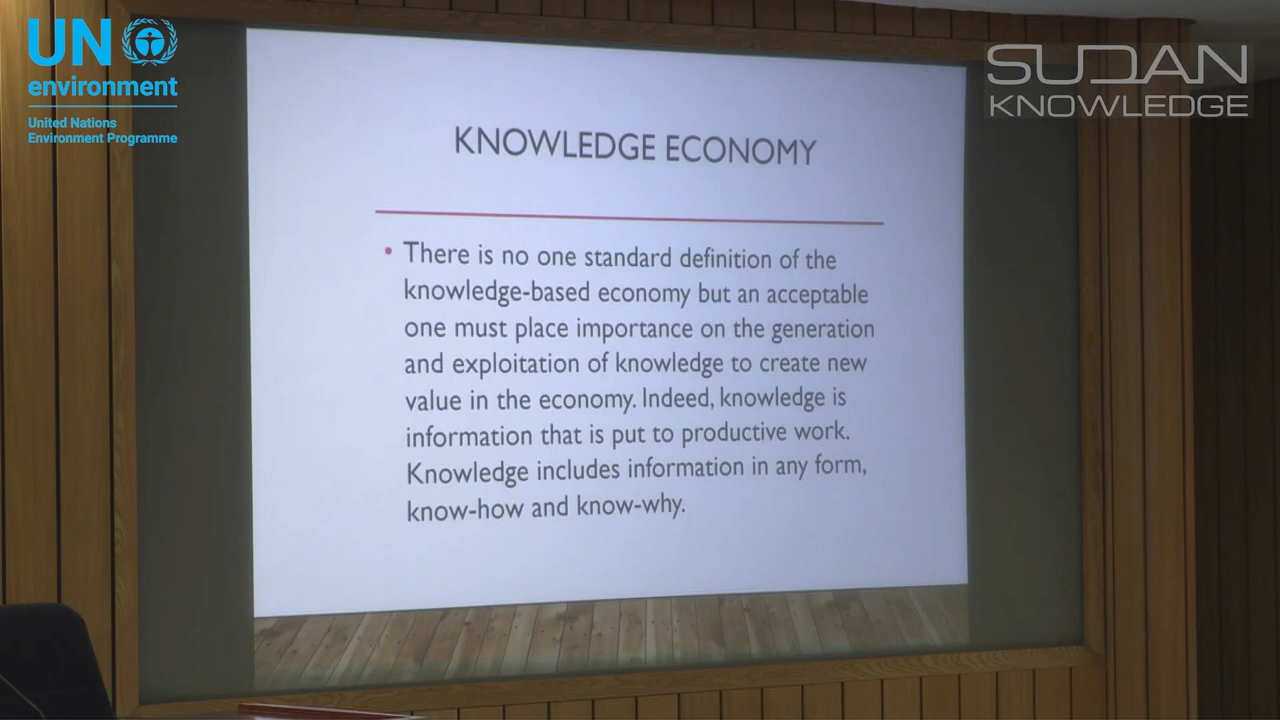 UN
environment
United Nations
Environment Programme
SUDAN
KNOWLEDGE
KNOWLEDGE ECONOMY
• There is no one standard definition of the
knowledge-based economy but an acceptable
one must place importance on the generation
and exploitation of knowledge to create new
value in the economy. Indeed, knowledge is
information that is put to productive work.
Knowledge includes information in any form,
know-how and know-why.